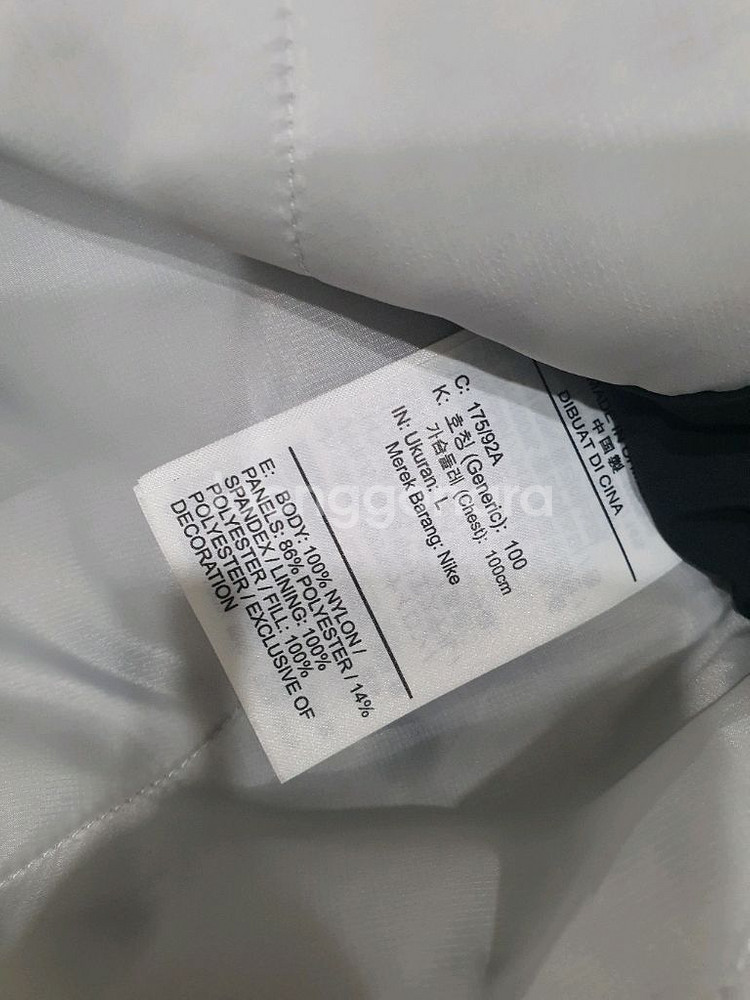 MADE IN
中国製
DIBUAT DI CINA
C: 175/92A
K: 호칭 (Generic): 100
가슴둘레 (Chest): 100cm
IN: Ukuran: L
Merek Barang: Nike
E: BODY: 100% NYLON /
PANELS: 86% POLYESTER / 14%
SPANDEX / LINING: 100%
POLYESTER / FILL: 100%
POLYESTER / EXCLUSIVE OF
DECORATION